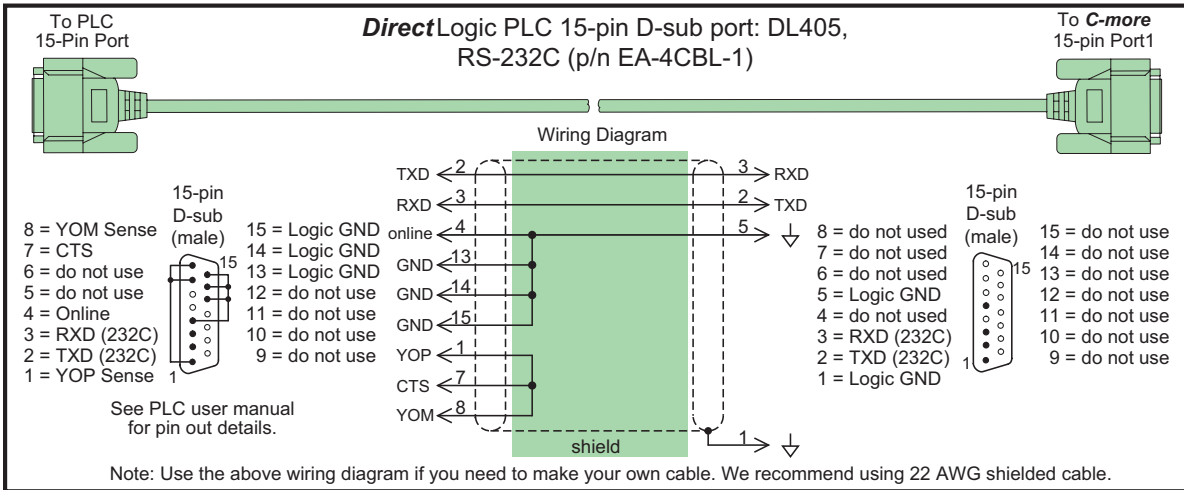 To PLC
15-Pin Port
DirectLogic PLC 15-pin D-sub port: DL405,
RS-232C (p/n EA-4CBL-1)
To C-more
15-pin Port1
Wiring Diagram
15-pin
D-sub
(male)
8 = YOM Sense
7 = CTS
6 = do not use
5 = do not use
4 = Online
3 = RXD (232C)
2 = TXD (232C)
1 = YOP Sense
15
1
15 = Logic GND
14 = Logic GND
13 = Logic GND
12 = do not use
11 = do not use
10 = do not use
9 = do not use
See PLC user manual
for pin out details.
TXD 2 3 RXD
RXD 3 2 TXD
online 4 5
GND 13
GND 14
GND 15
YOP 1
CTS 7
YOM 8
shield
1
8 = do not used
7 = do not used
6 = do not used
5 = Logic GND
4 = do not used
3 = RXD (232C)
2 = TXD (232C)
1 = Logic GND
15-pin
D-sub
(male)
15
1
15 = do not use
14 = do not use
13 = do not use
12 = do not use
11 = do not use
10 = do not use
9 = do not use
Note: Use the above wiring diagram if you need to make your own cable. We recommend using 22 AWG shielded cable.